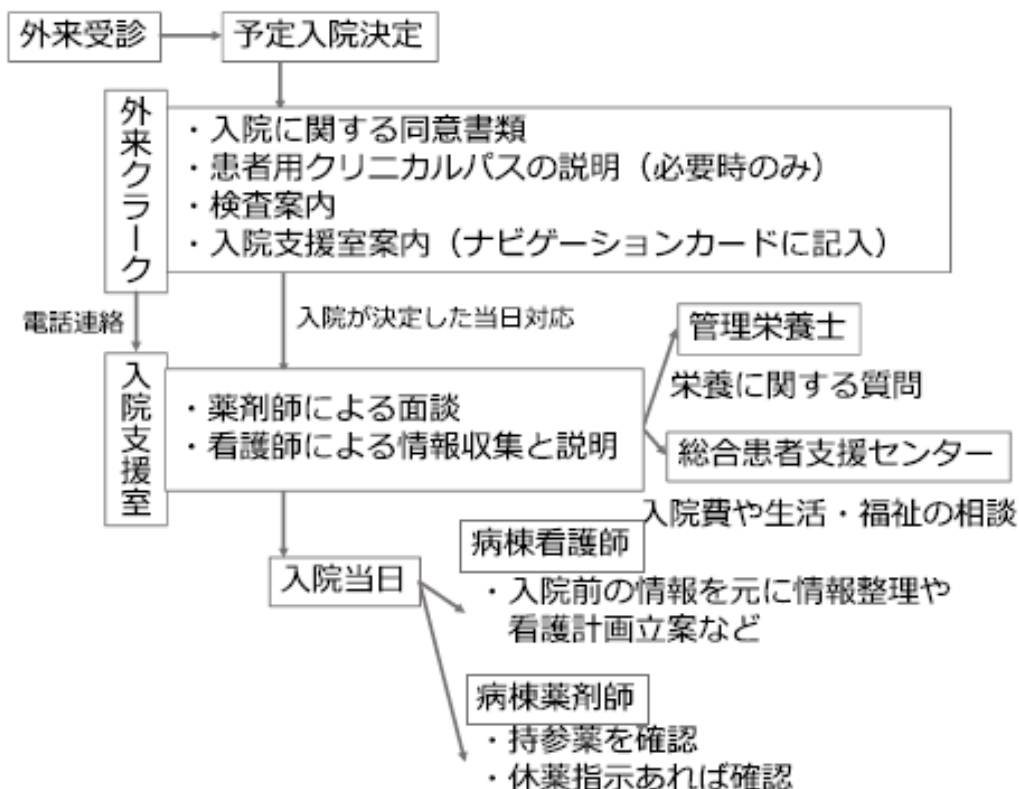 外来受診
予定入院決定
外来クラーク
・入院に関する同意書類
・患者用クリニカルパスの説明（必要時のみ）
・検査案内
・入院支援室案内（ナビゲーションカードに記入）
電話連絡
入院が決定した当日対応
入院支援室
・薬剤師による面談
・看護師による情報収集と説明
管理栄養士
栄養に関する質問
総合患者支援センター
入院費や生活・福祉の相談
入院当日
病棟看護師
・入院前の情報を元に情報整理や
看護計画立案など
病棟薬剤師
・持参薬を確認
・休薬指示あれば確認